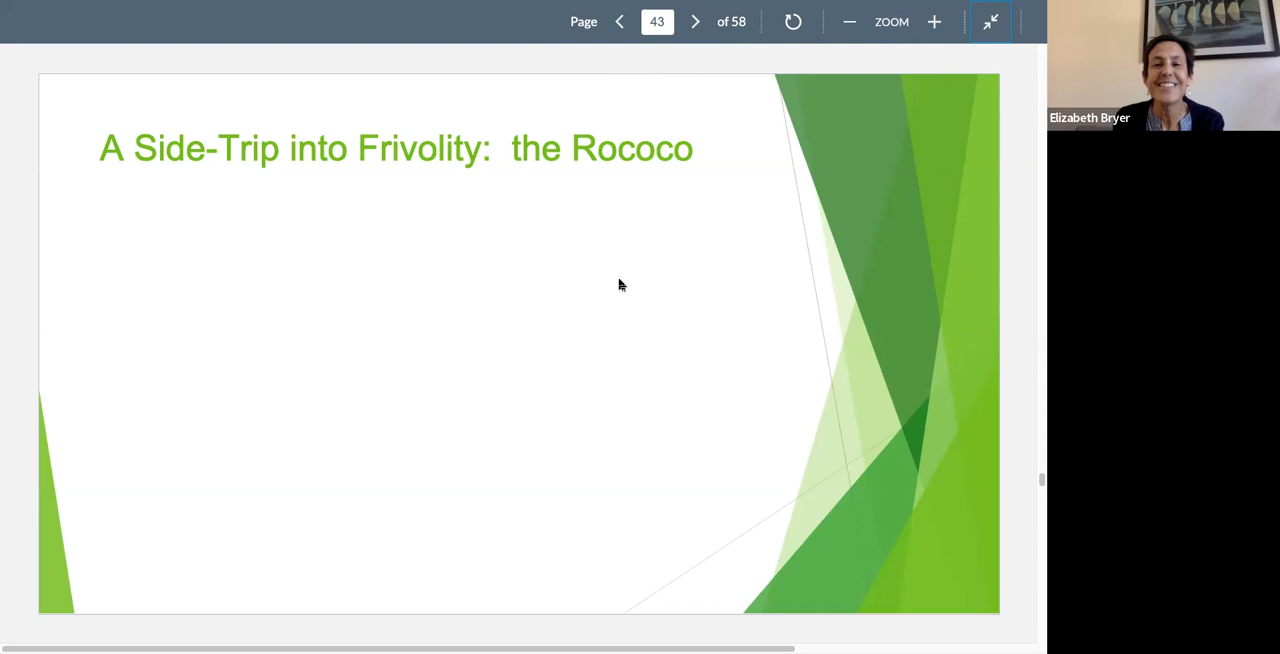 Page 43 of 58 ZOOM
Elizabeth Bryer
A Side-Trip into Frivolity:  the Rococo